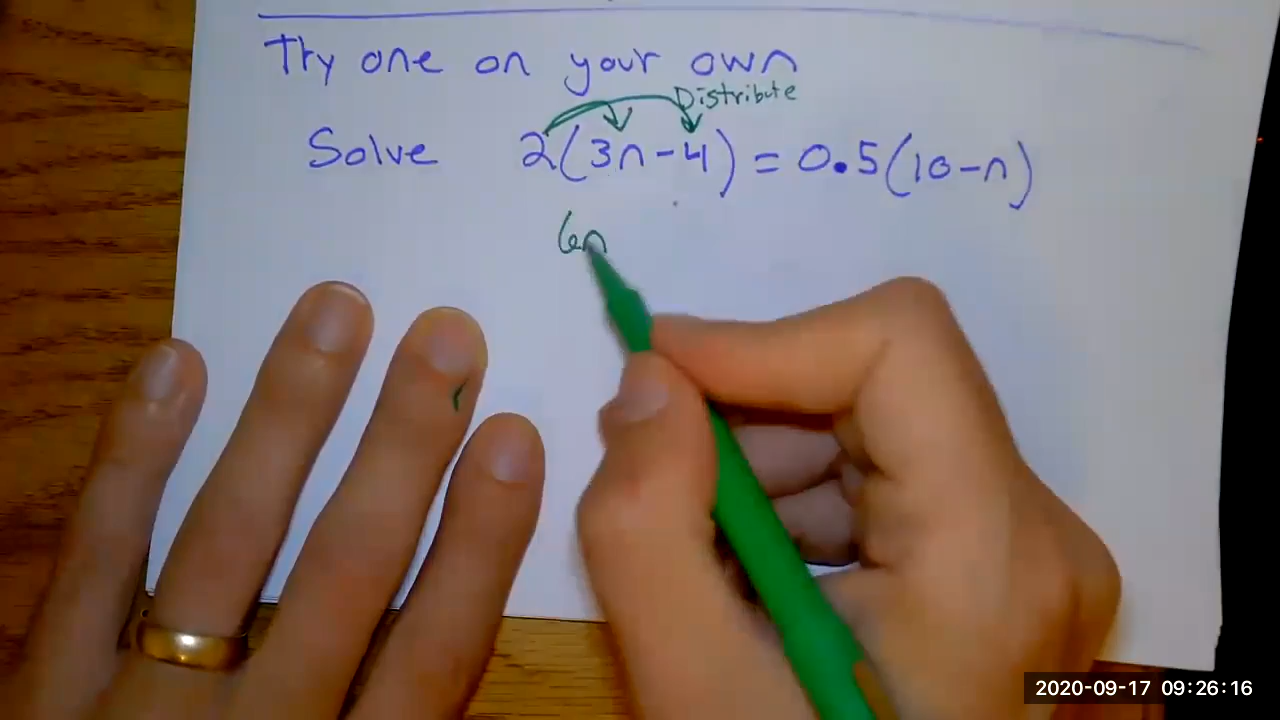 Try one on your own
Distribute
Solve 2(3n-4) = 0.5(10-n)
6n
2020-09-17 09:26:16